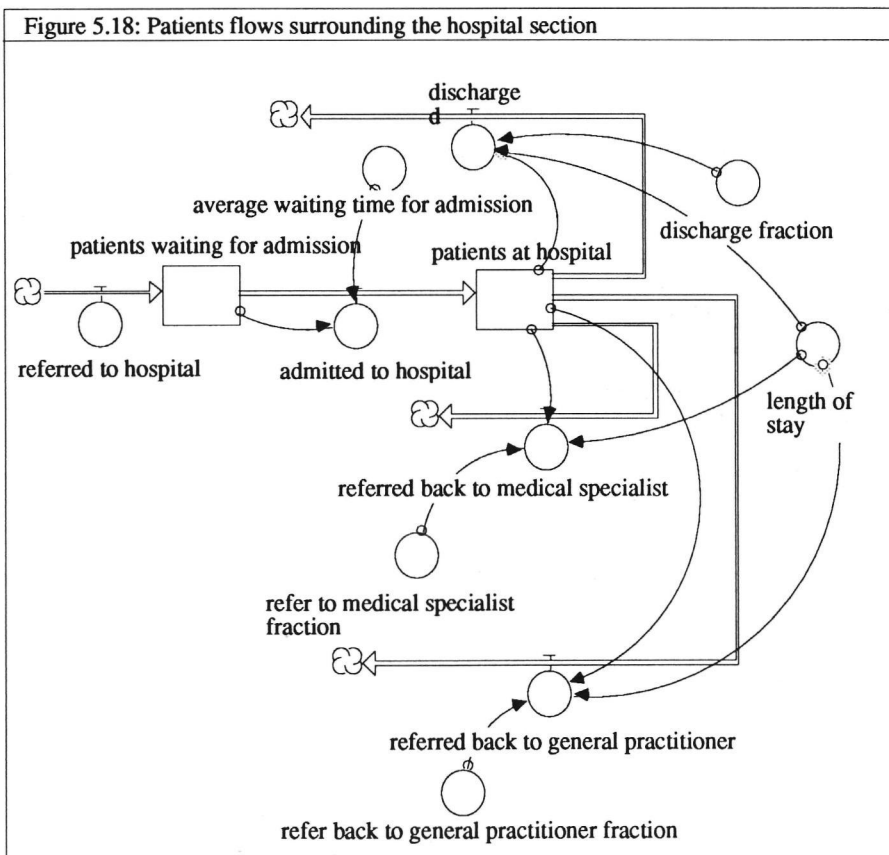 Figure 5.18: Patients flows surrounding the hospital section
discharge
d
average waiting time for admission
discharge fraction
patients waiting for admission
patients at hospital
referred to hospital
admitted to hospital
length of
stay
referred back to medical specialist
refer to medical specialist
fraction
referred back to general practitioner
refer back to general practitioner fraction